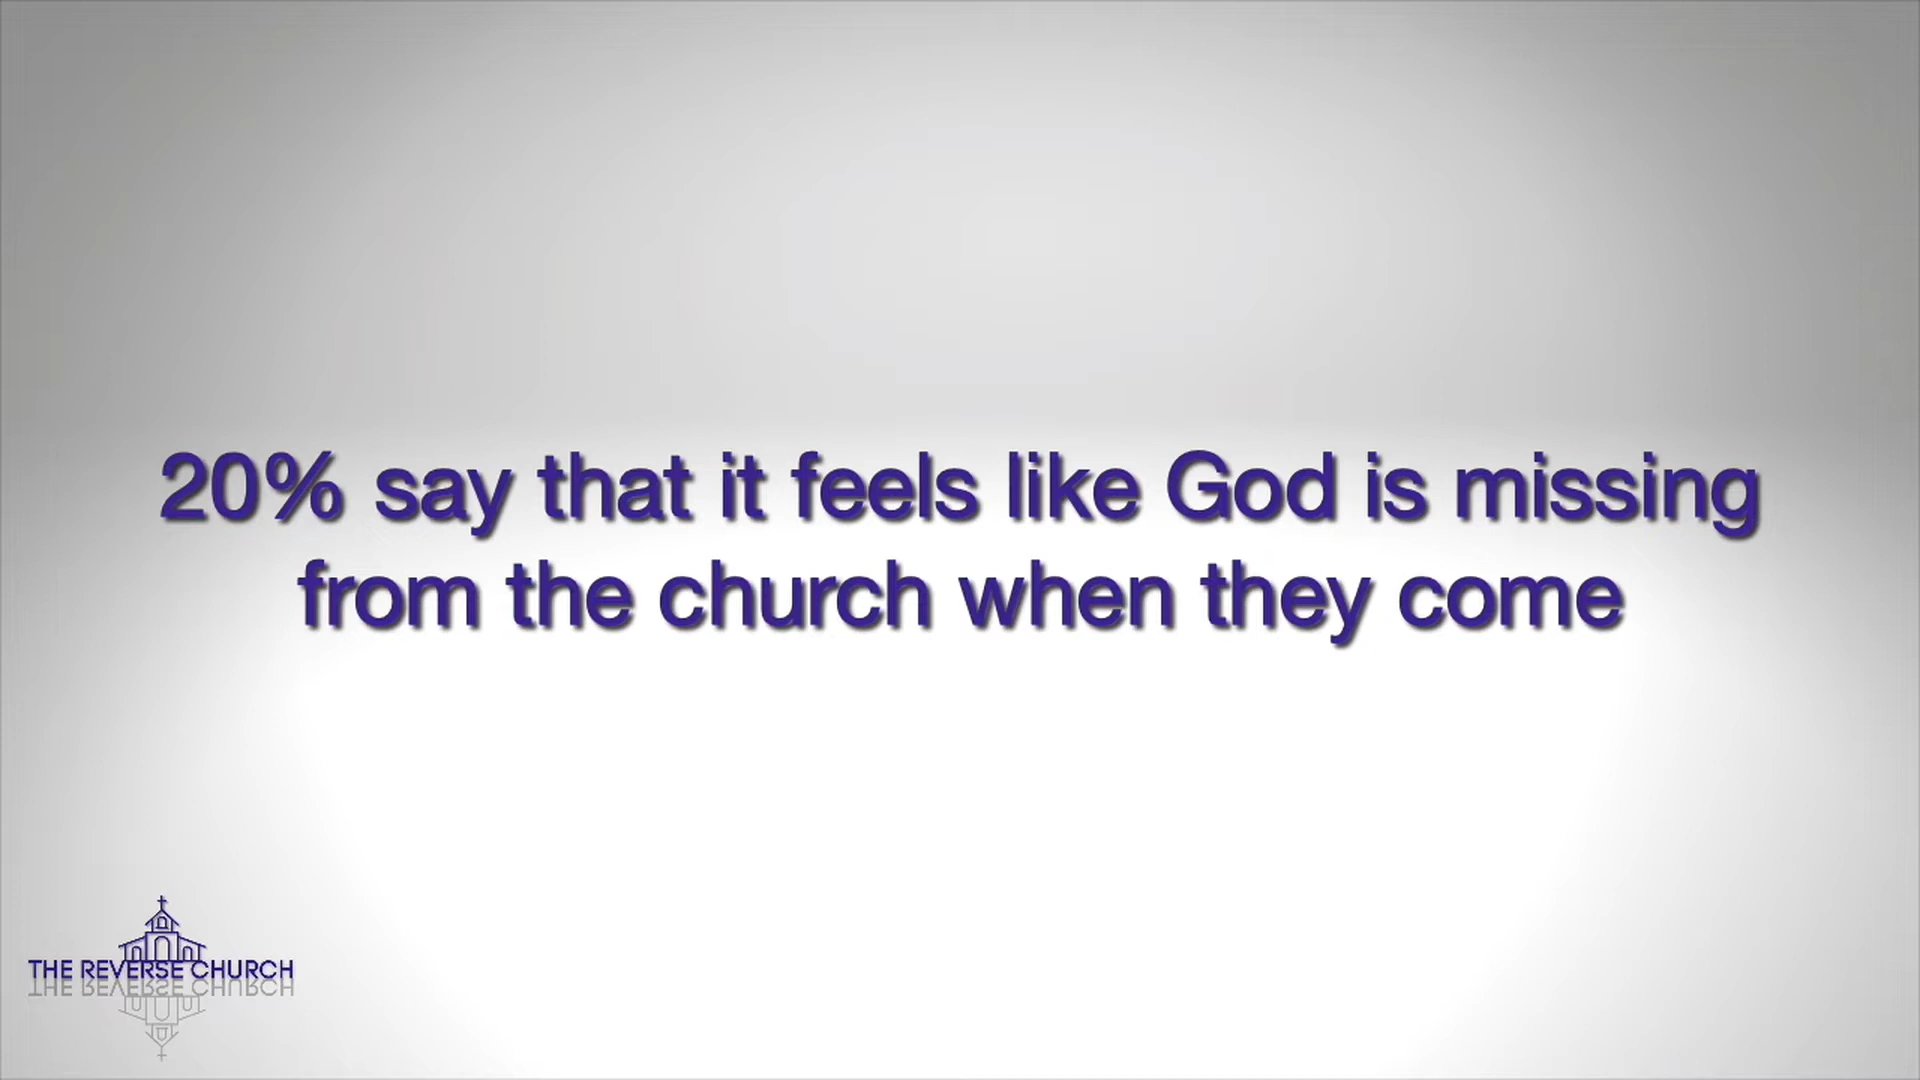 20% say that it feels like God is missing
from the church when they come
THE REVERSE CHURCH